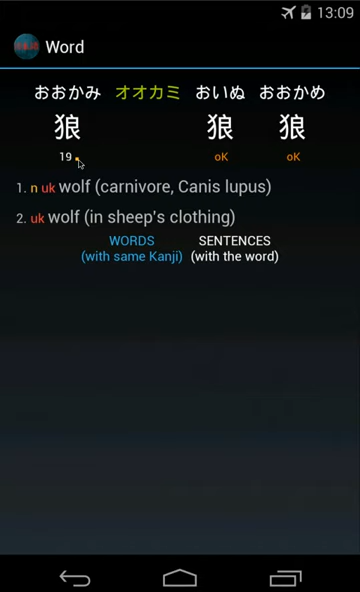 13:09
Word
おおかみ オオカミ おいぬ おおかめ
狼 狼 狼
19 oK oK
1. n uk wolf (carnivore, Canis lupus)
2. uk wolf (in sheep's clothing)
WORDS SENTENCES
(with same Kanji) (with the word)